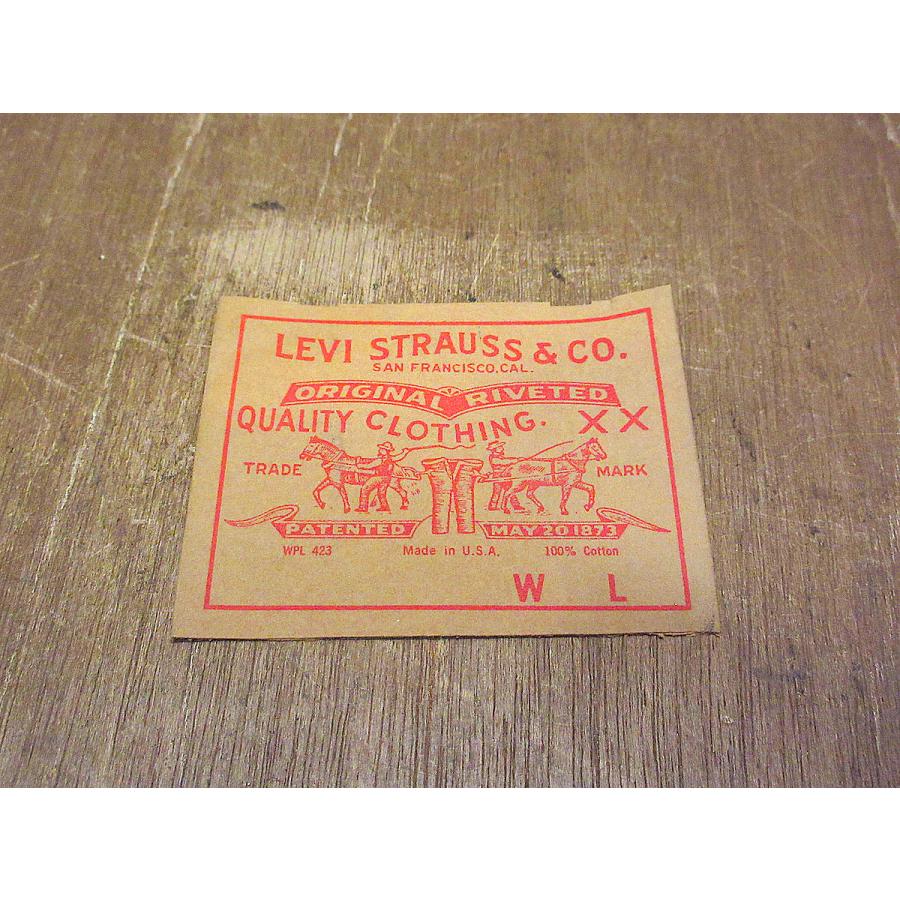 LEVI STRAUSS & CO.
SAN FRANCISCO, CAL.
ORIGINAL RIVETED
QUALITY CLOTHING. XX
TRADE MARK
PATENTED MAY 20 1873
WPL 423 Made in U.S.A. 100% Cotton
W L